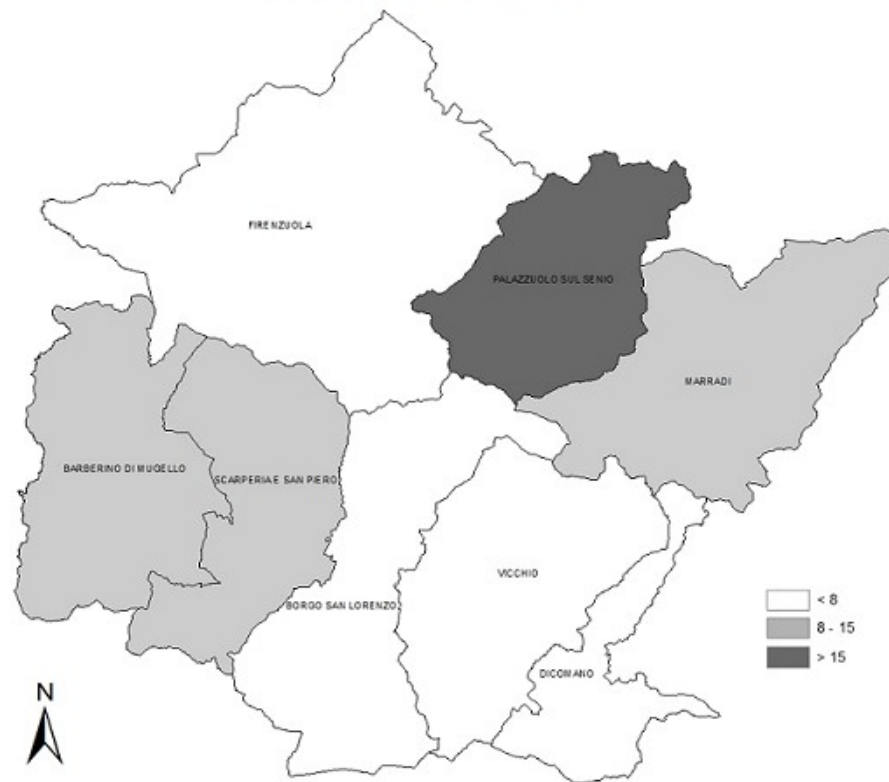 FIRENZUOLA
PALAZZUOLO SUL SENIO
MARRADI
BARBERINO DI MUGELLO
SCARPERIA E SAN PIERO
VICCHIO
BORGO SAN LORENZO
DICOMANO
< 8
8 - 15
> 15
N